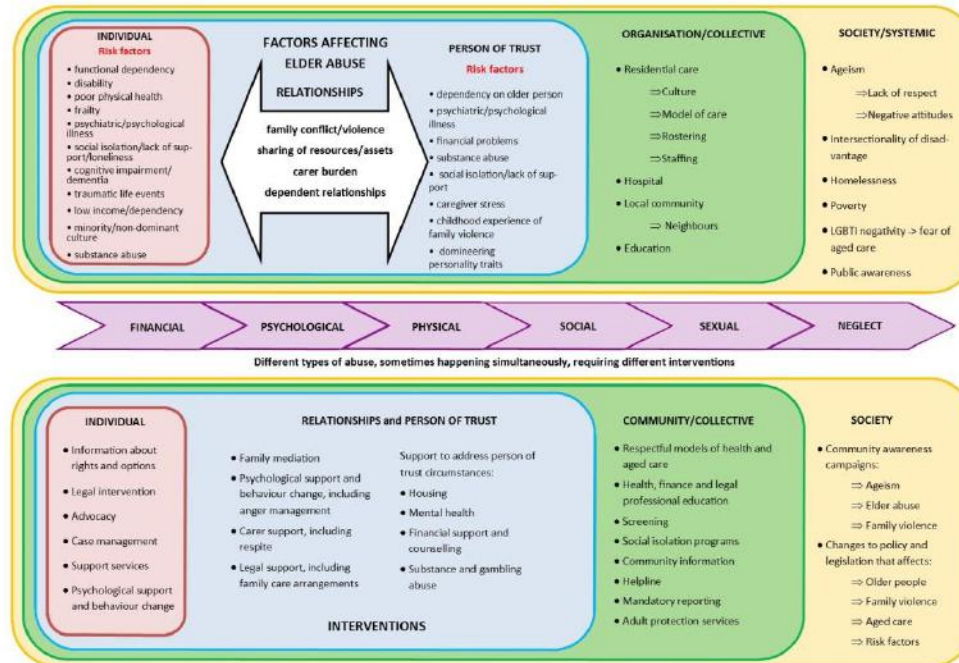 INDIVIDUAL
Risk factors
• functional dependency
• disability
• poor physical health
• frailty
• psychiatric/psychological
illness
• social isolation/lack of sup-
port/loneliness
• cognitive impairment/
dementia
• traumatic life events
• low income/dependency
• minority/non-dominant
culture
• substance abuse
FACTORS AFFECTING
ELDER ABUSE
RELATIONSHIPS
family conflict/violence
sharing of resources/assets
carer burden
dependent relationships
PERSON OF TRUST
Risk factors
• dependency on older person
• psychiatric/psychological
illness
• financial problems
• substance abuse
• social isolation/lack of sup-
port
• caregiver stress
• childhood experience of
family violence
• domineering
personality traits
ORGANISATION/COLLECTIVE
• Residential care
⇒Culture
⇒Model of care
⇒Rostering
⇒Staffing
• Hospital
• Local community
⇒ Neighbours
• Education
SOCIETY/SYSTEMIC
• Ageism
⇒Lack of respect
⇒Negative attitudes
• Intersectionality of disad-
vantage
• Homelessness
• Poverty
• LGBTI negativity -> fear of
aged care
• Public awareness
FINANCIAL
PSYCHOLOGICAL
PHYSICAL
SOCIAL
SEXUAL
NEGLECT
Different types of abuse, sometimes happening simultaneously, requiring different interventions
INDIVIDUAL
• Information about
rights and options
• Legal intervention
• Advocacy
• Case management
• Support services
• Psychological support
and behaviour change
RELATIONSHIPS and PERSON OF TRUST
• Family mediation
• Psychological support and
behaviour change, including
anger management
• Carer support, including
respite
• Legal support, including
family care arrangements
Support to address person of
trust circumstances:
• Housing
• Mental health
• Financial support and
counselling
• Substance and gambling
abuse
INTERVENTIONS
COMMUNITY/COLLECTIVE
• Respectful models of health and
aged care
• Health, finance and legal
professional education
• Screening
• Social isolation programs
• Community information
• Helpline
• Mandatory reporting
• Adult protection services
SOCIETY
• Community awareness
campaigns:
⇒ Ageism
⇒ Elder abuse
⇒ Family violence
• Changes to policy and
legislation that affects:
⇒ Older people
⇒ Family violence
⇒ Aged care
⇒ Risk factors